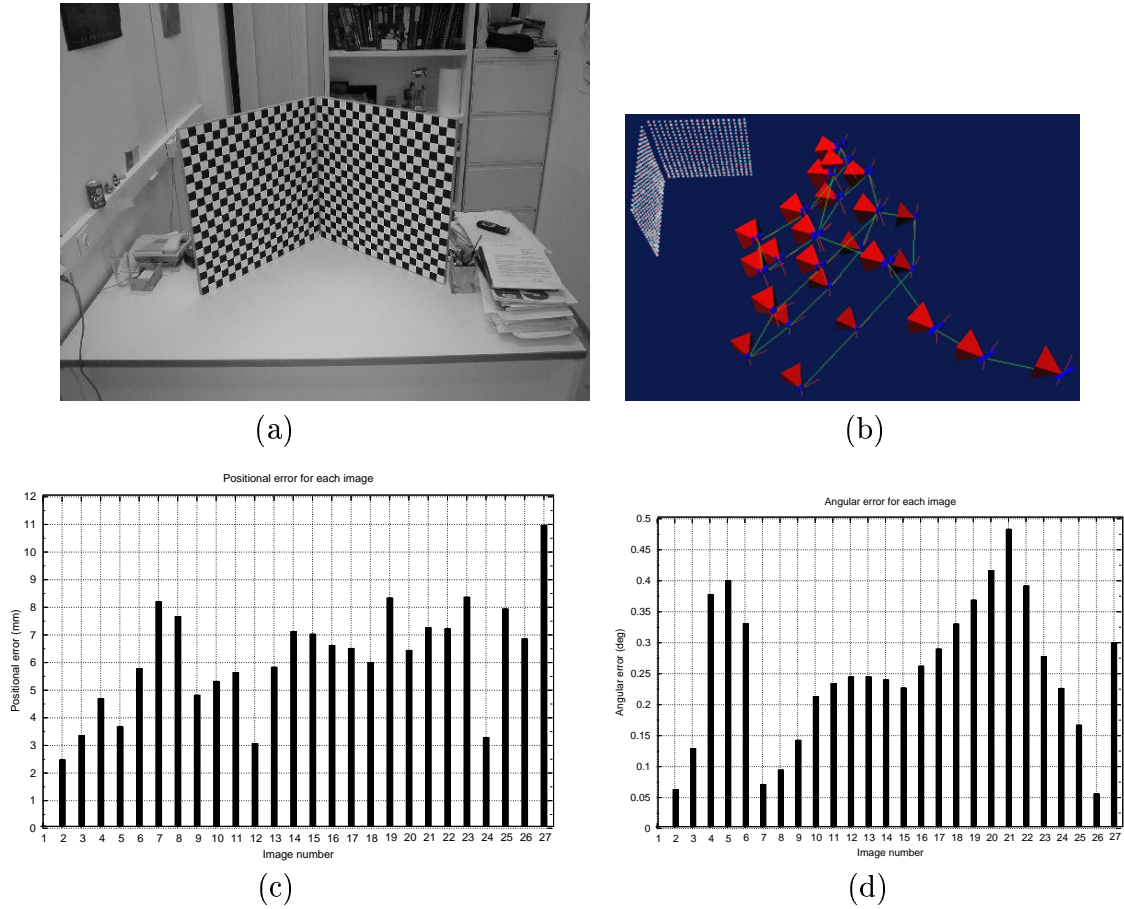 (a)
(b)
Positional error for each image
12
11
10
9
8
7
6
5
4
3
2
1
0
Positional error (mm)
1 2 3 4 5 6 7 8 9 10 11 12 13 14 15 16 17 18 19 20 21 22 23 24 25 26 27
Image number
(c)
Angular error for each image
0.5
0.45
0.4
0.35
0.3
0.25
0.2
0.15
0.1
0.05
0
Angular error (deg)
1 2 3 4 5 6 7 8 9 10 11 12 13 14 15 16 17 18 19 20 21 22 23 24 25 26 27
Image number
(d)